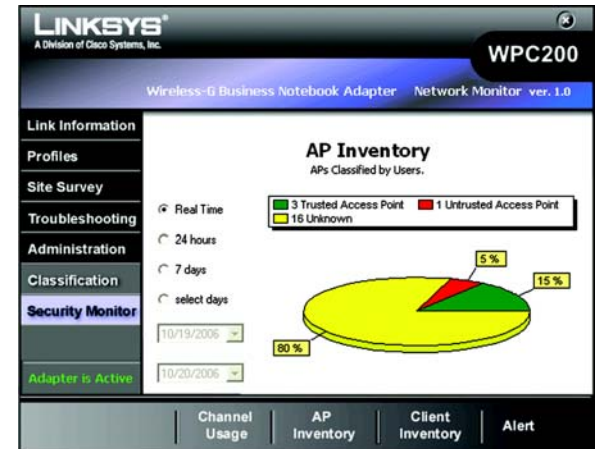 LINKSYS®
A Division of Cisco Systems, Inc.
WPC200
Wireless-G Business Notebook Adapter Network Monitor ver. 1.0
Link Information
Profiles
Site Survey
Troubleshooting
Administration
Classification
Security Monitor
Adapter is Active
AP Inventory
APs Classified by Users.
Real Time
24 hours
7 days
select days
10/19/2006
10/20/2006
3 Trusted Access Point 1 Untrusted Access Point
16 Unknown
5 %
15 %
80 %
Channel Usage
AP Inventory
Client Inventory
Alert